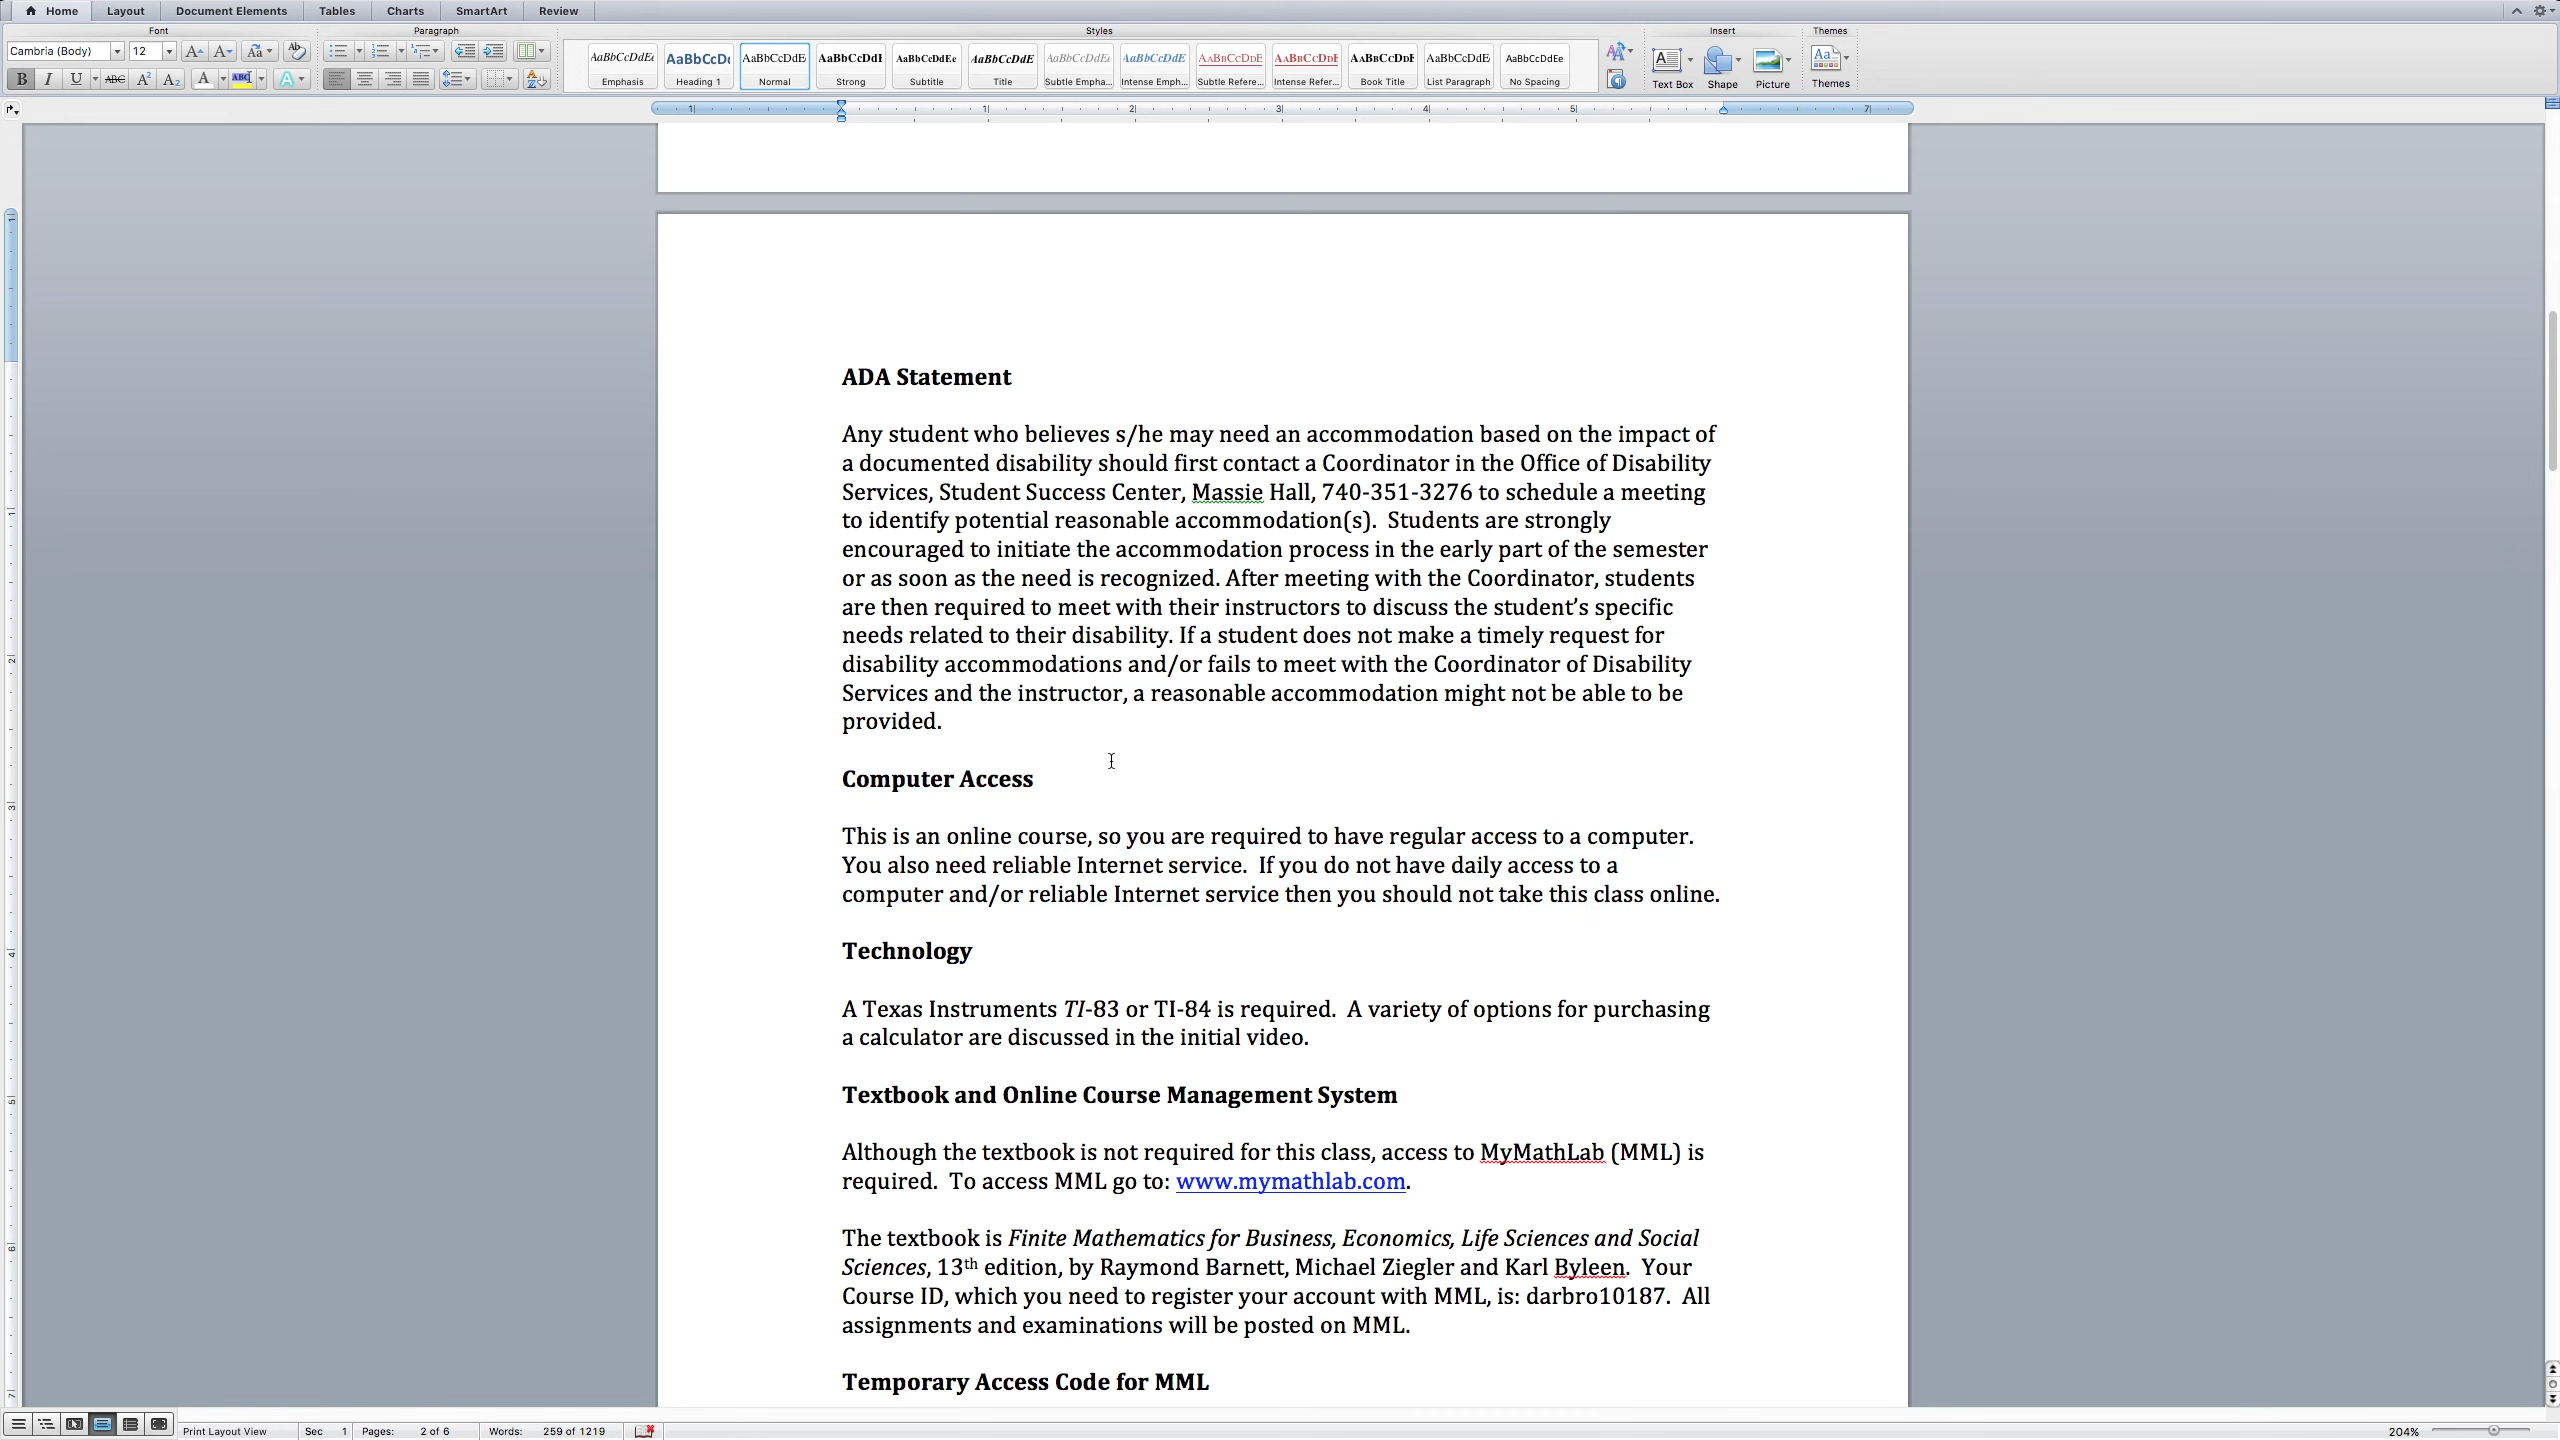 Home Layout Document Elements Tables Charts SmartArt Review
Font Paragraph Styles Insert Themes
Cambria (Body) 12
AaBbCcDdEe AaBbCcDc AaBbCcDdE AaBbCcDdE AaBbCcDdEe AaBbCcDdE AaBbCcDdEe AaBbCcDdE AaBbCcDdE AaBbCcDdE AaBbCcDdE AaBbCcDdE AaBbCcDdEe
Emphasis Heading 1 Normal Strong Subtitle Title Subtle Empha... Intense Emph... Subtle Refere... Intense Refer... Book Title List Paragraph No Spacing
Text Box Shape Picture Themes
ADA Statement
Any student who believes s/he may need an accommodation based on the impact of
a documented disability should first contact a Coordinator in the Office of Disability
Services, Student Success Center, Massie Hall, 740-351-3276 to schedule a meeting
to identify potential reasonable accommodation(s). Students are strongly
encouraged to initiate the accommodation process in the early part of the semester
or as soon as the need is recognized. After meeting with the Coordinator, students
are then required to meet with their instructors to discuss the student's specific
needs related to their disability. If a student does not make a timely request for
disability accommodations and/or fails to meet with the Coordinator of Disability
Services and the instructor, a reasonable accommodation might not be able to be
provided.
Computer Access
This is an online course, so you are required to have regular access to a computer.
You also need reliable Internet service. If you do not have daily access to a
computer and/or reliable Internet service then you should not take this class online.
Technology
A Texas Instruments TI-83 or TI-84 is required. A variety of options for purchasing
a calculator are discussed in the initial video.
Textbook and Online Course Management System
Although the textbook is not required for this class, access to MyMathLab (MML) is
required. To access MML go to: www.mymathlab.com.
The textbook is Finite Mathematics for Business, Economics, Life Sciences and Social
Sciences, 13th edition, by Raymond Barnett, Michael Ziegler and Karl Byleen. Your
Course ID, which you need to register your account with MML, is: darbro10187. All
assignments and examinations will be posted on MML.
Temporary Access Code for MML
Print Layout View Sec 1 Pages: 2 of 6 Words: 259 of 1219 204%